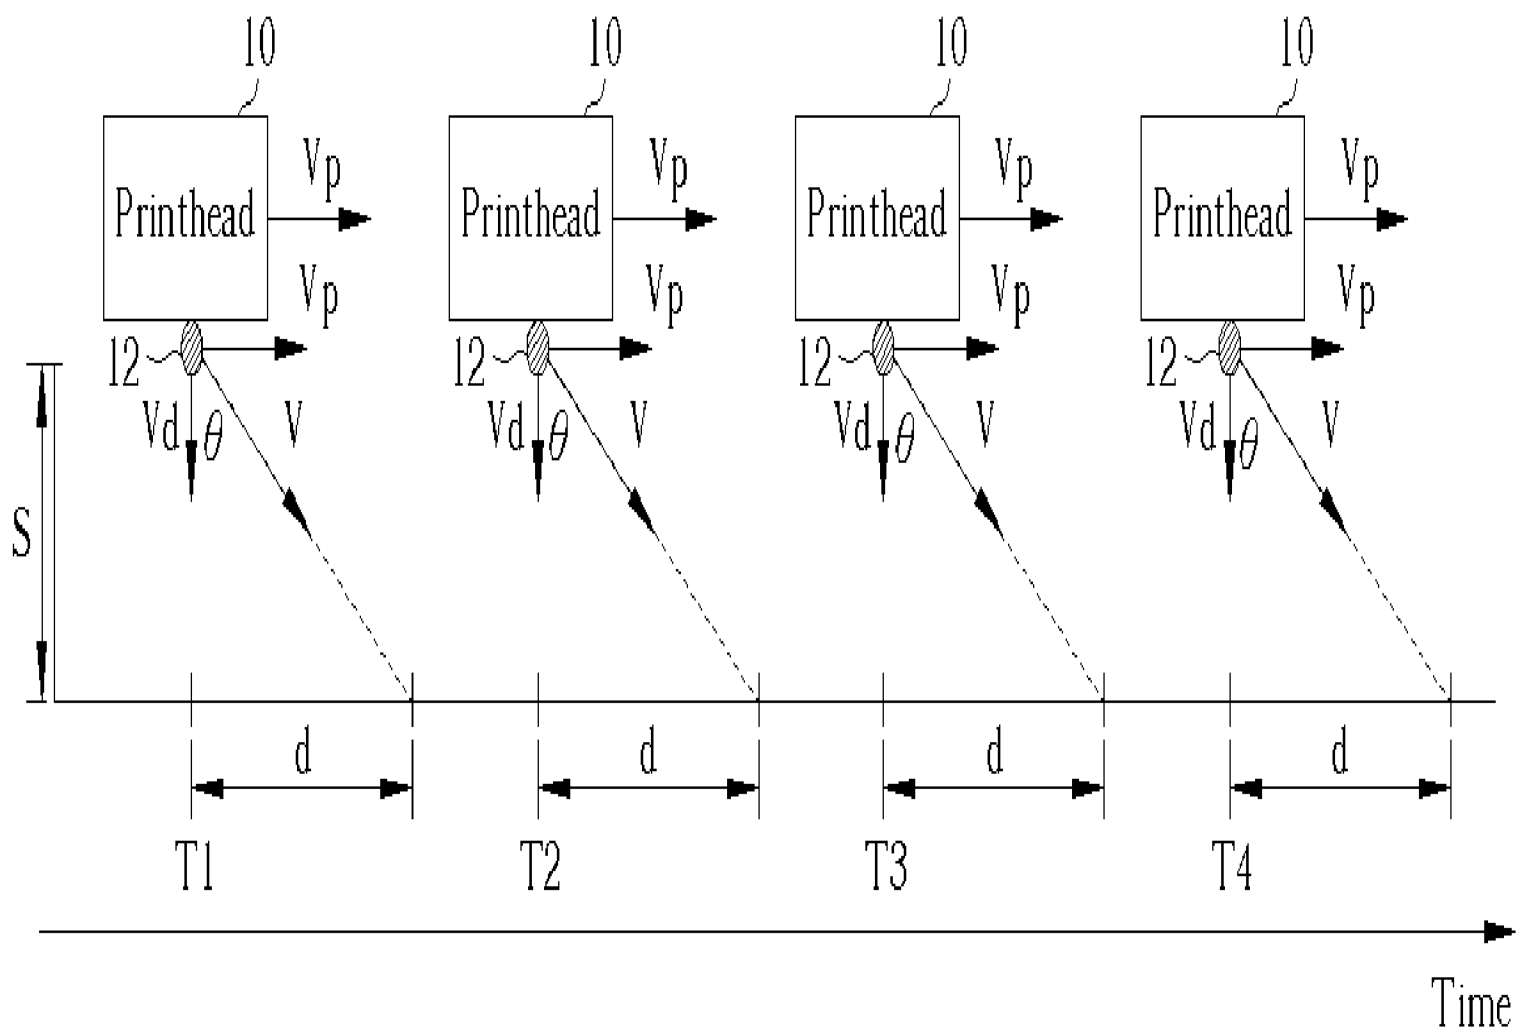 10 10 10 10
Vp Vp Vp Vp
Printhead Printhead Printhead Printhead
Vp Vp Vp Vp
12 12 12 12
Vd θ V Vd θ V Vd θ V Vd θ V
S
d d d d
T1 T2 T3 T4
Time